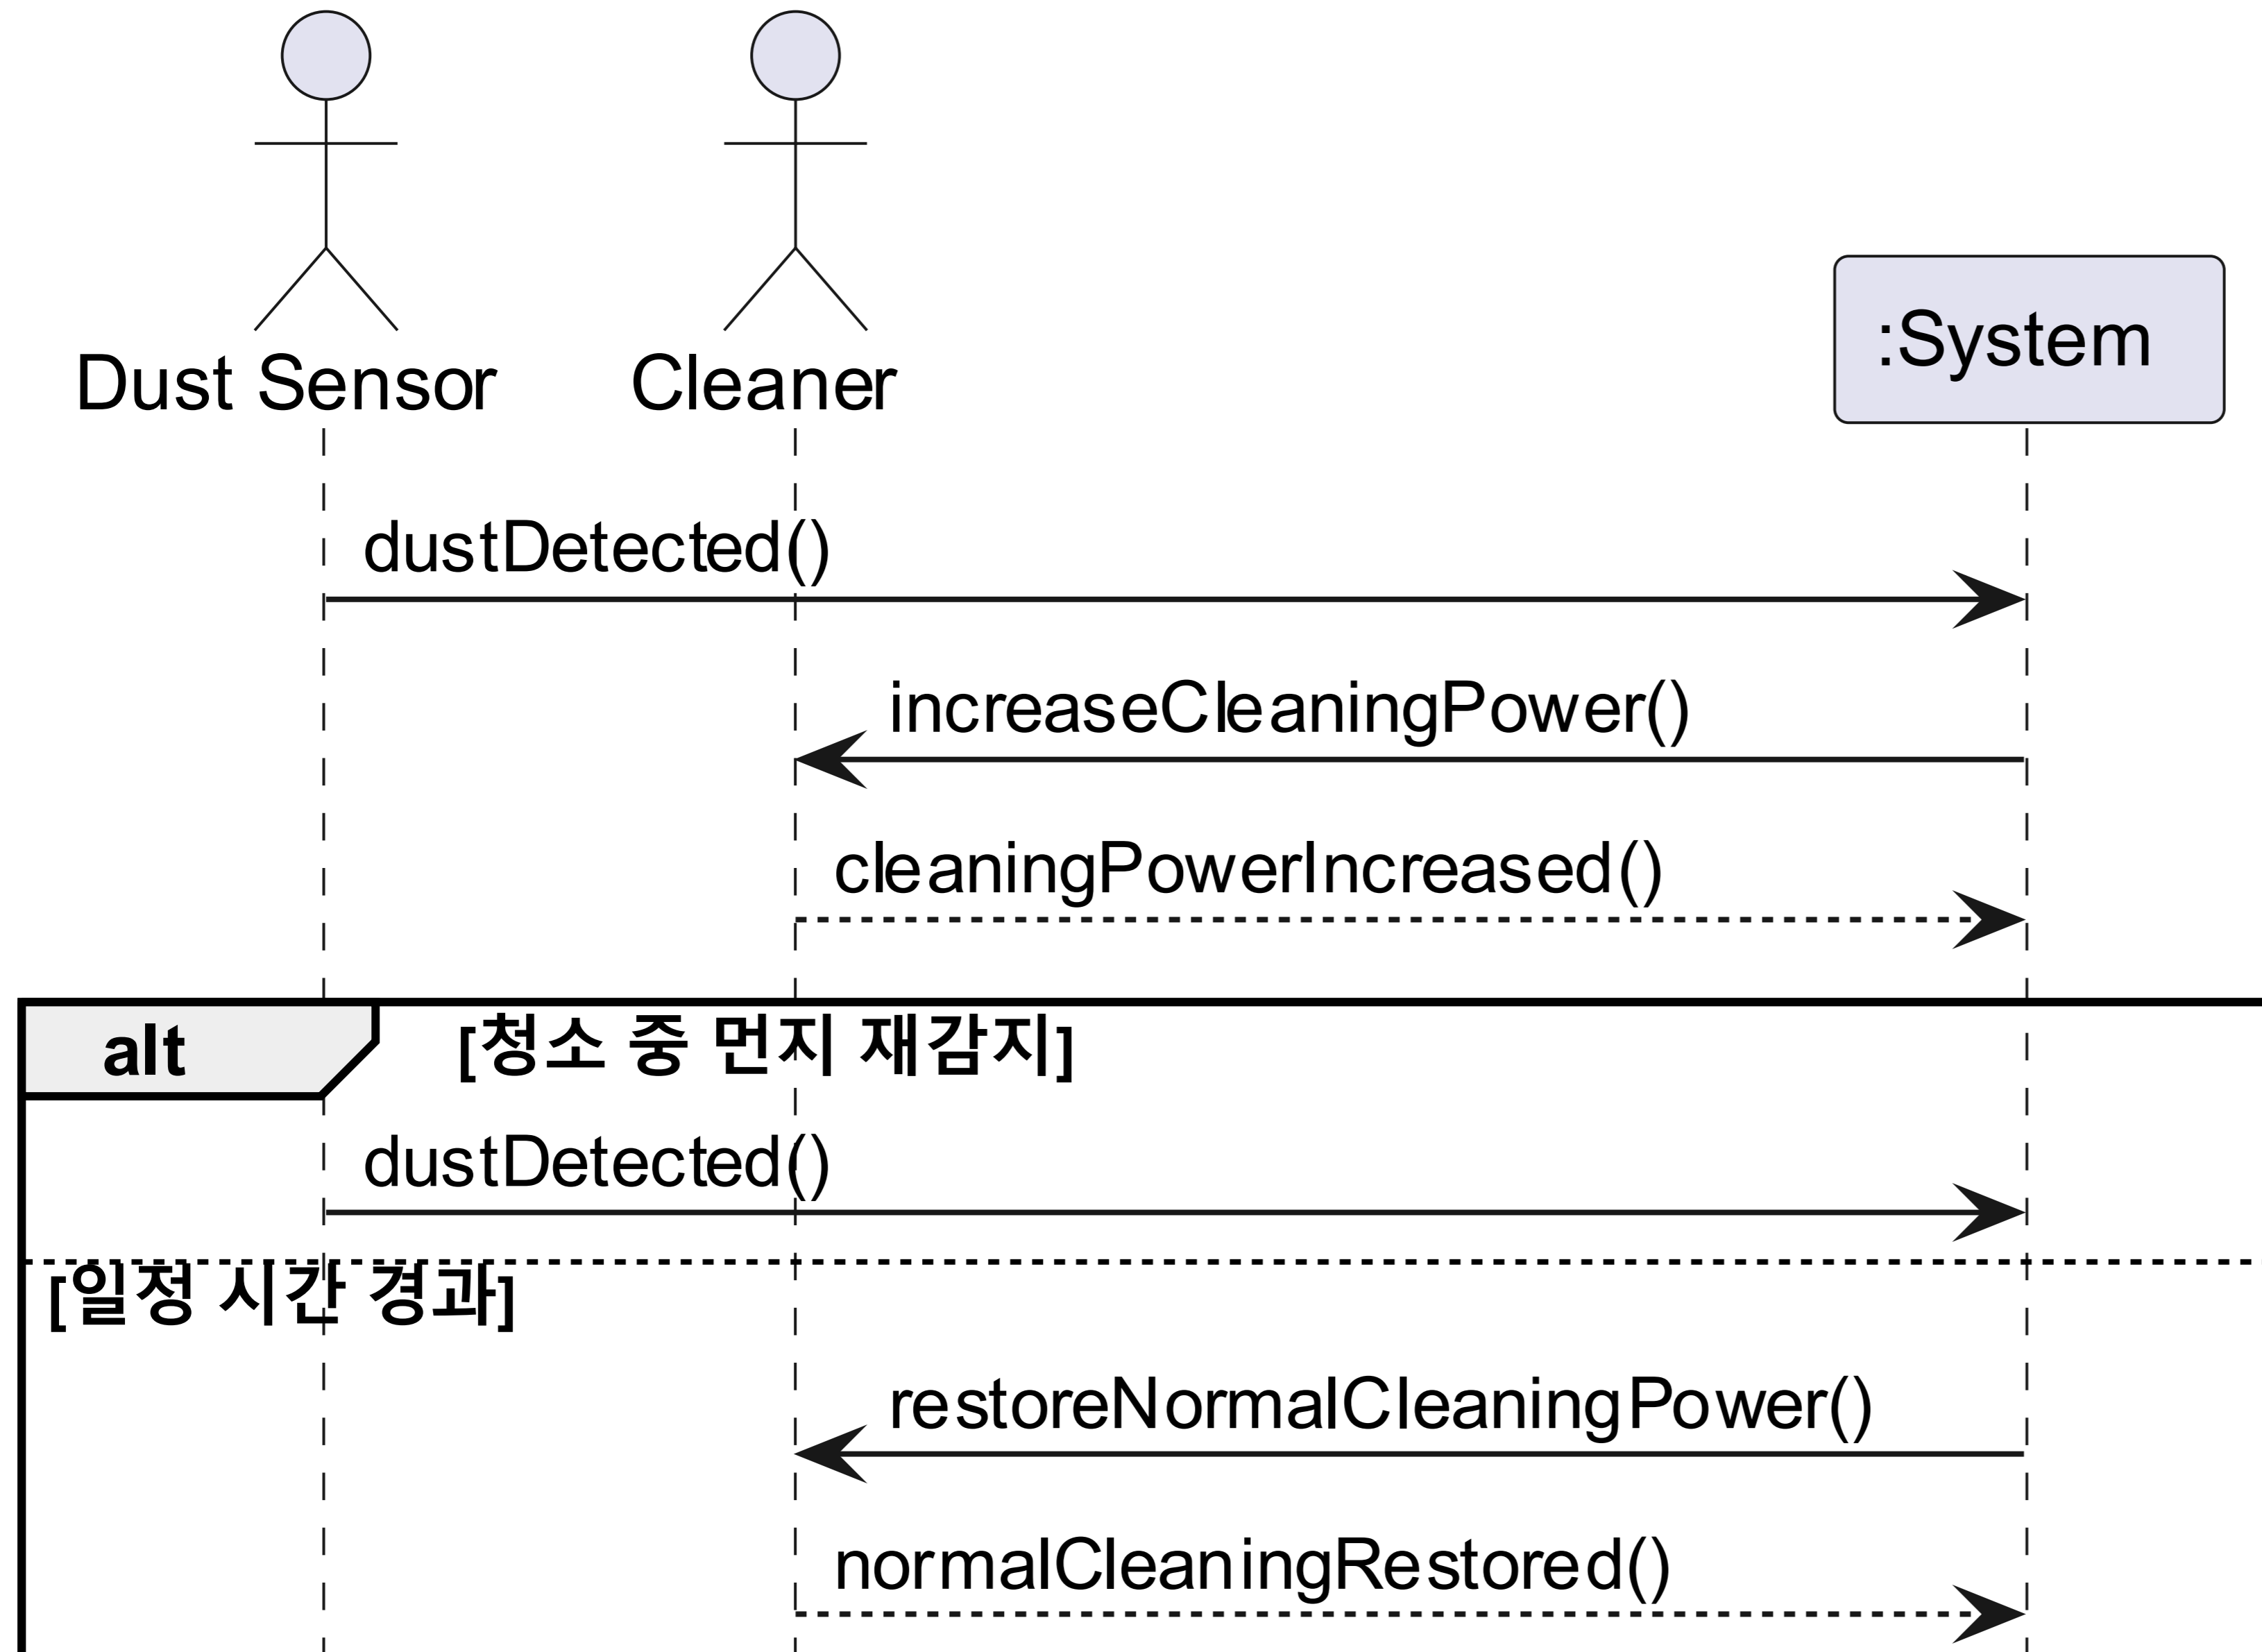 Dust Sensor
Cleaner
:System
dustDetected()
increaseCleaningPower()
cleaningPowerIncreased()
alt
[청소 중 먼지 재감지]
dustDetected()
[일정 시간 경과]
restoreNormalCleaningPower()
normalCleaningRestored()